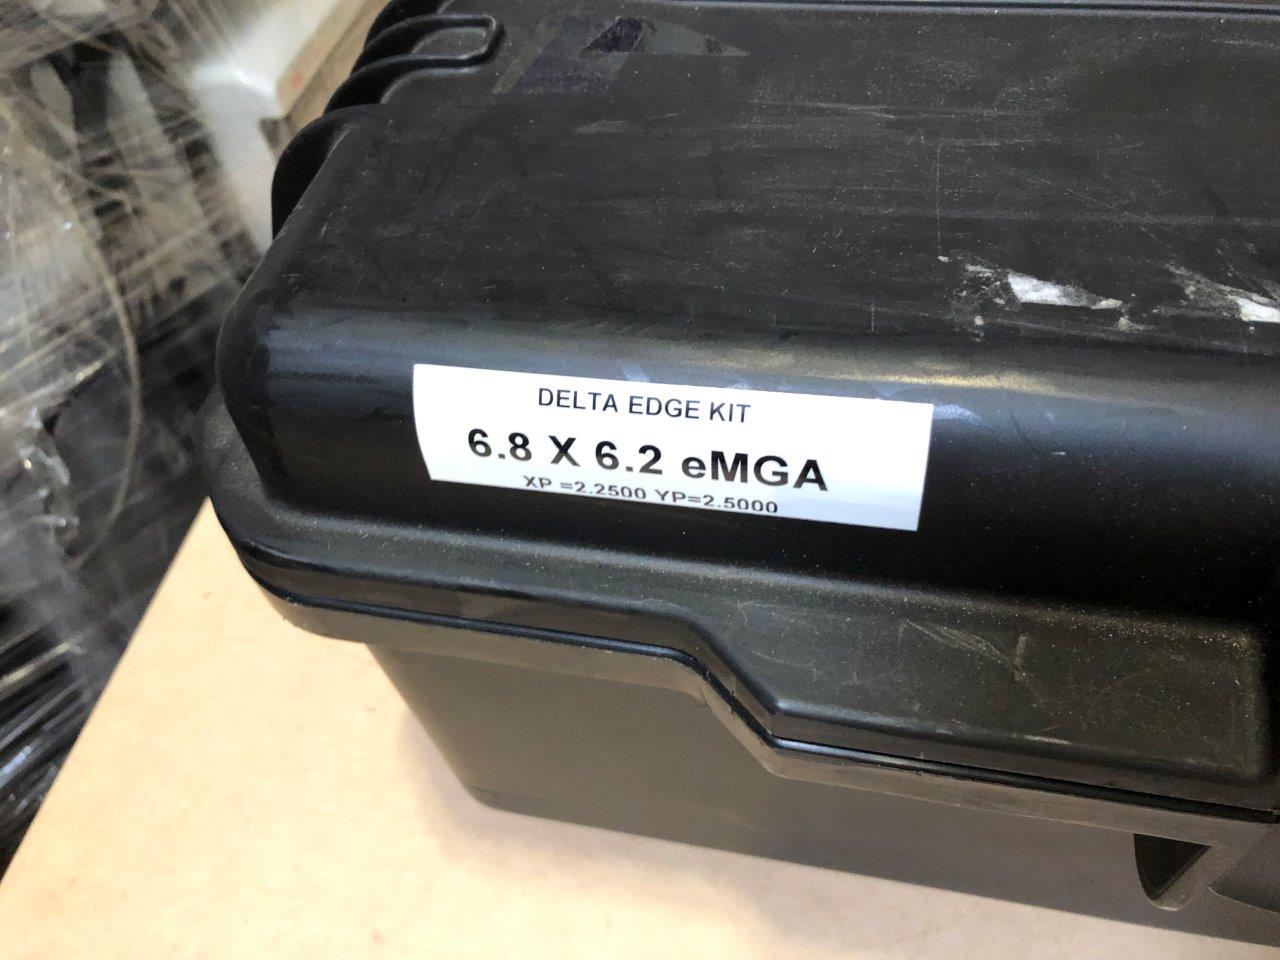 DELTA EDGE KIT
6.8 X 6.2 eMGA
XP =2.2500 YP=2.5000